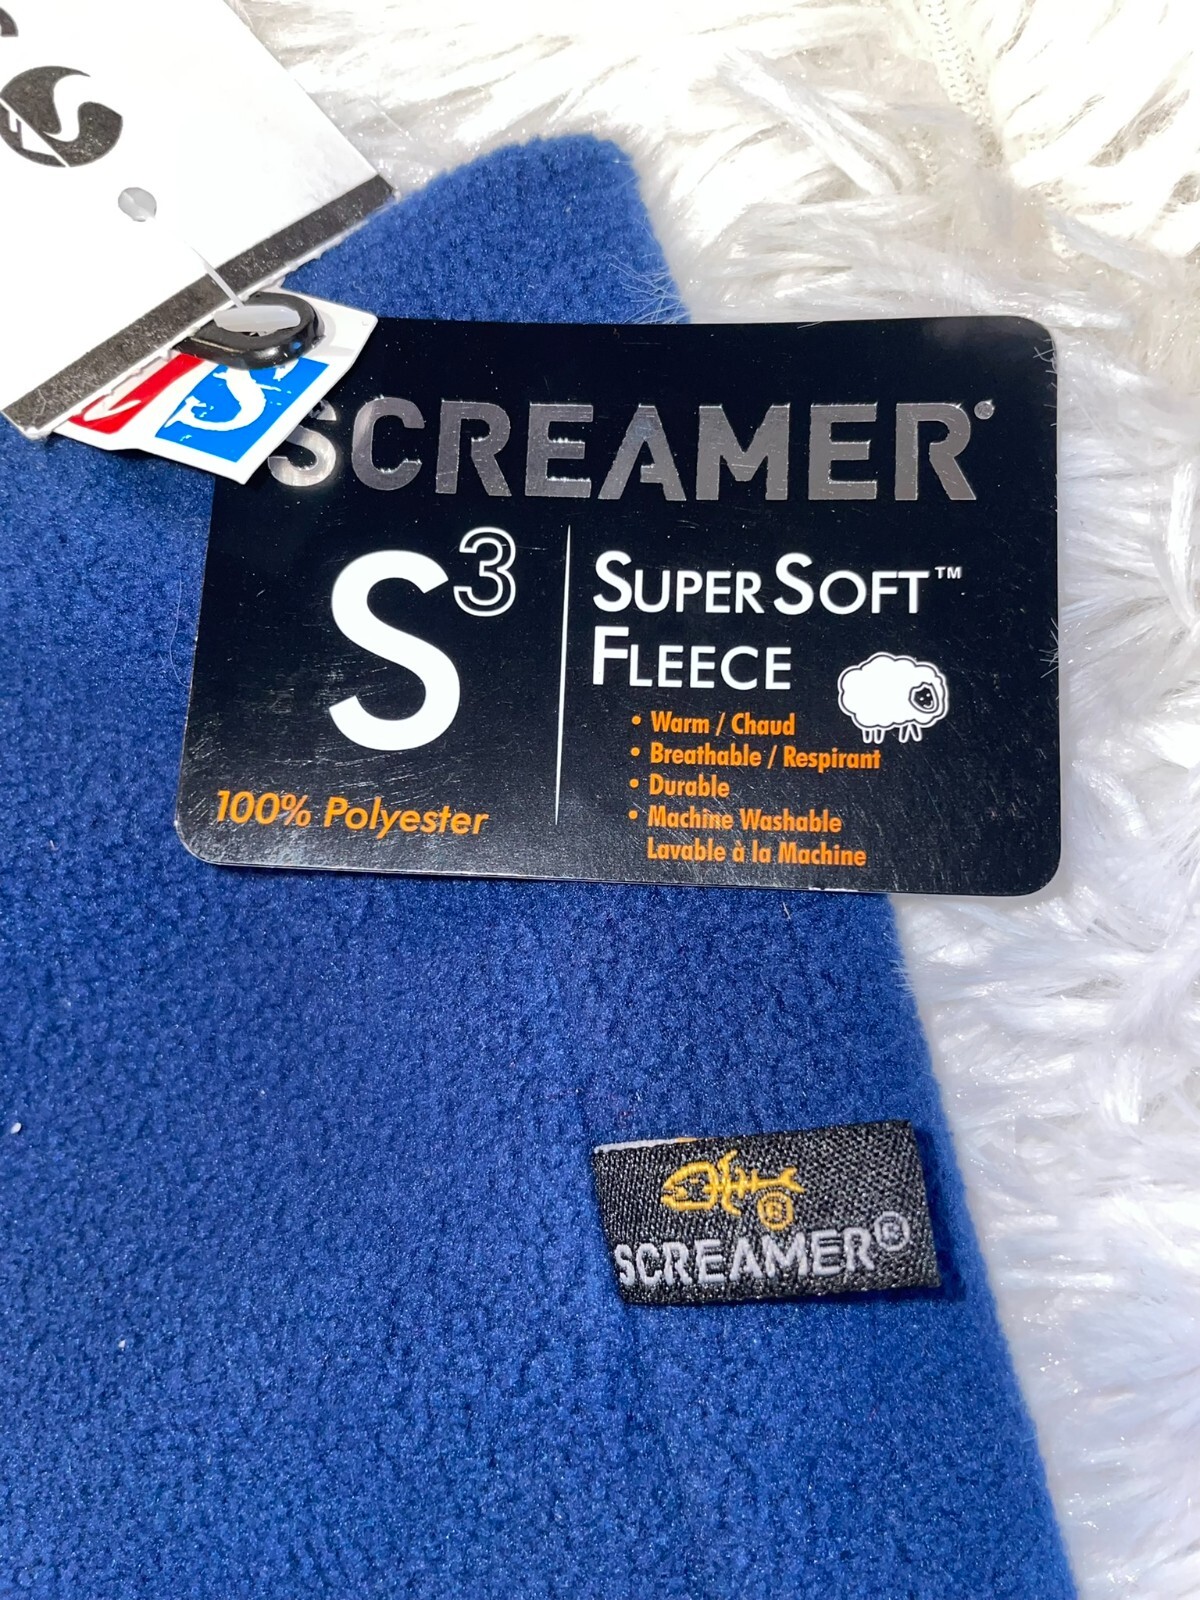 SCREAMER
S³
SUPER SOFT™
FLEECE
• Warm / Chaud
• Breathable / Respirant
• Durable
• Machine Washable
Lavable à la Machine
100% Polyester
SCREAMER®